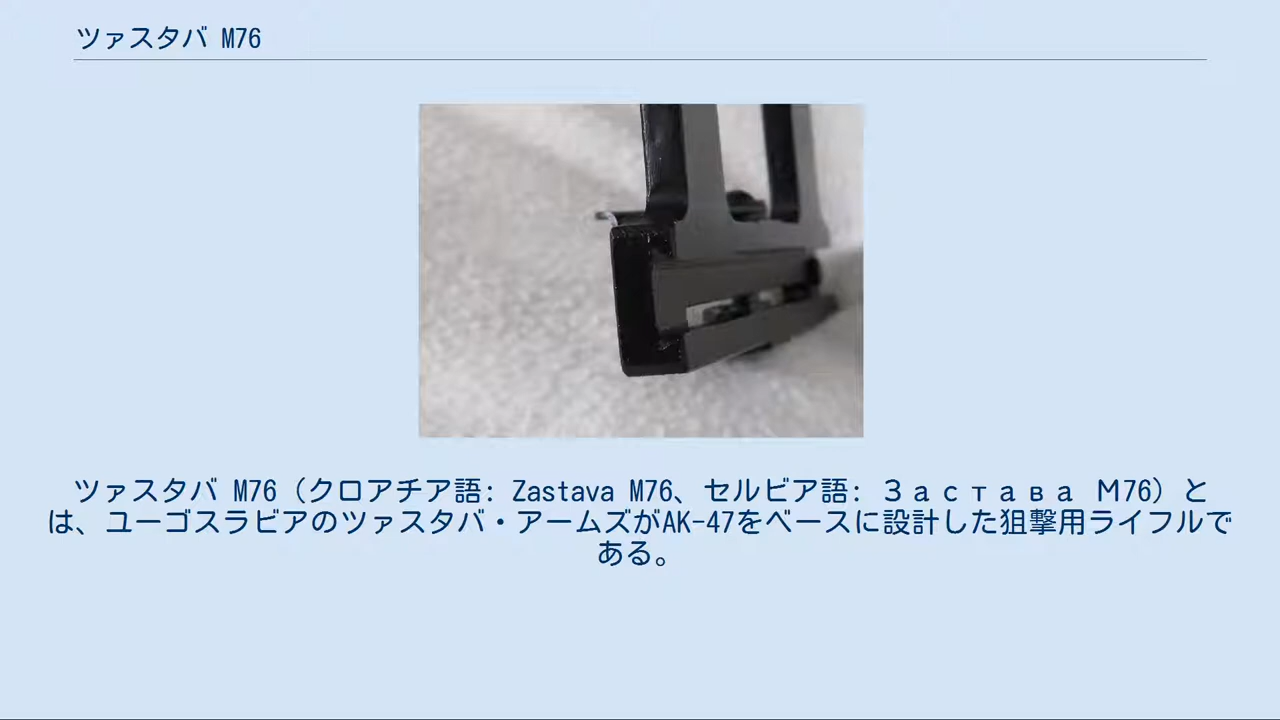 ツァスタバ M76
ツァスタバ M76（クロアチア語: Zastava M76、セルビア語: Застава М76）と
は、ユーゴスラビアのツァスタバ・アームズがAK-47をベースに設計した狙撃用ライフルで
ある。